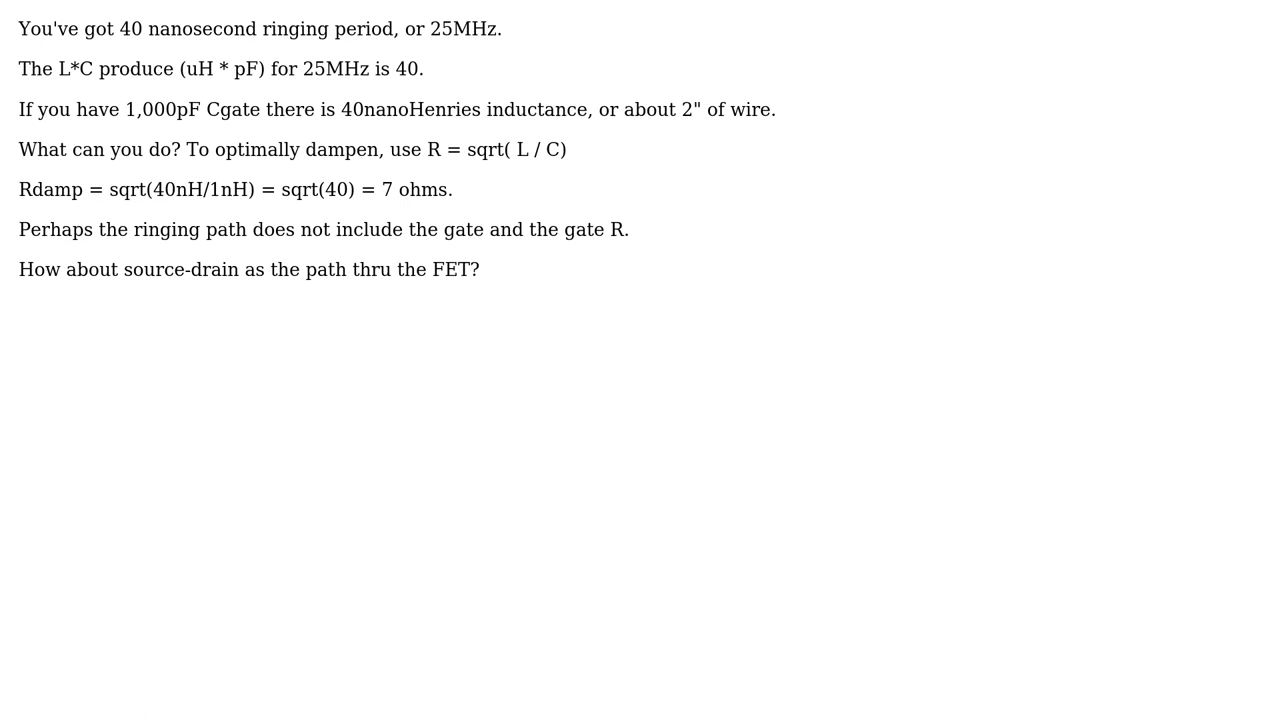 You've got 40 nanosecond ringing period, or 25MHz.
The L*C produce (uH * pF) for 25MHz is 40.
If you have 1,000pF Cgate there is 40nanoHenries inductance, or about 2" of wire.
What can you do? To optimally dampen, use R = sqrt( L / C)
Rdamp = sqrt(40nH/1nH) = sqrt(40) = 7 ohms.
Perhaps the ringing path does not include the gate and the gate R.
How about source-drain as the path thru the FET?